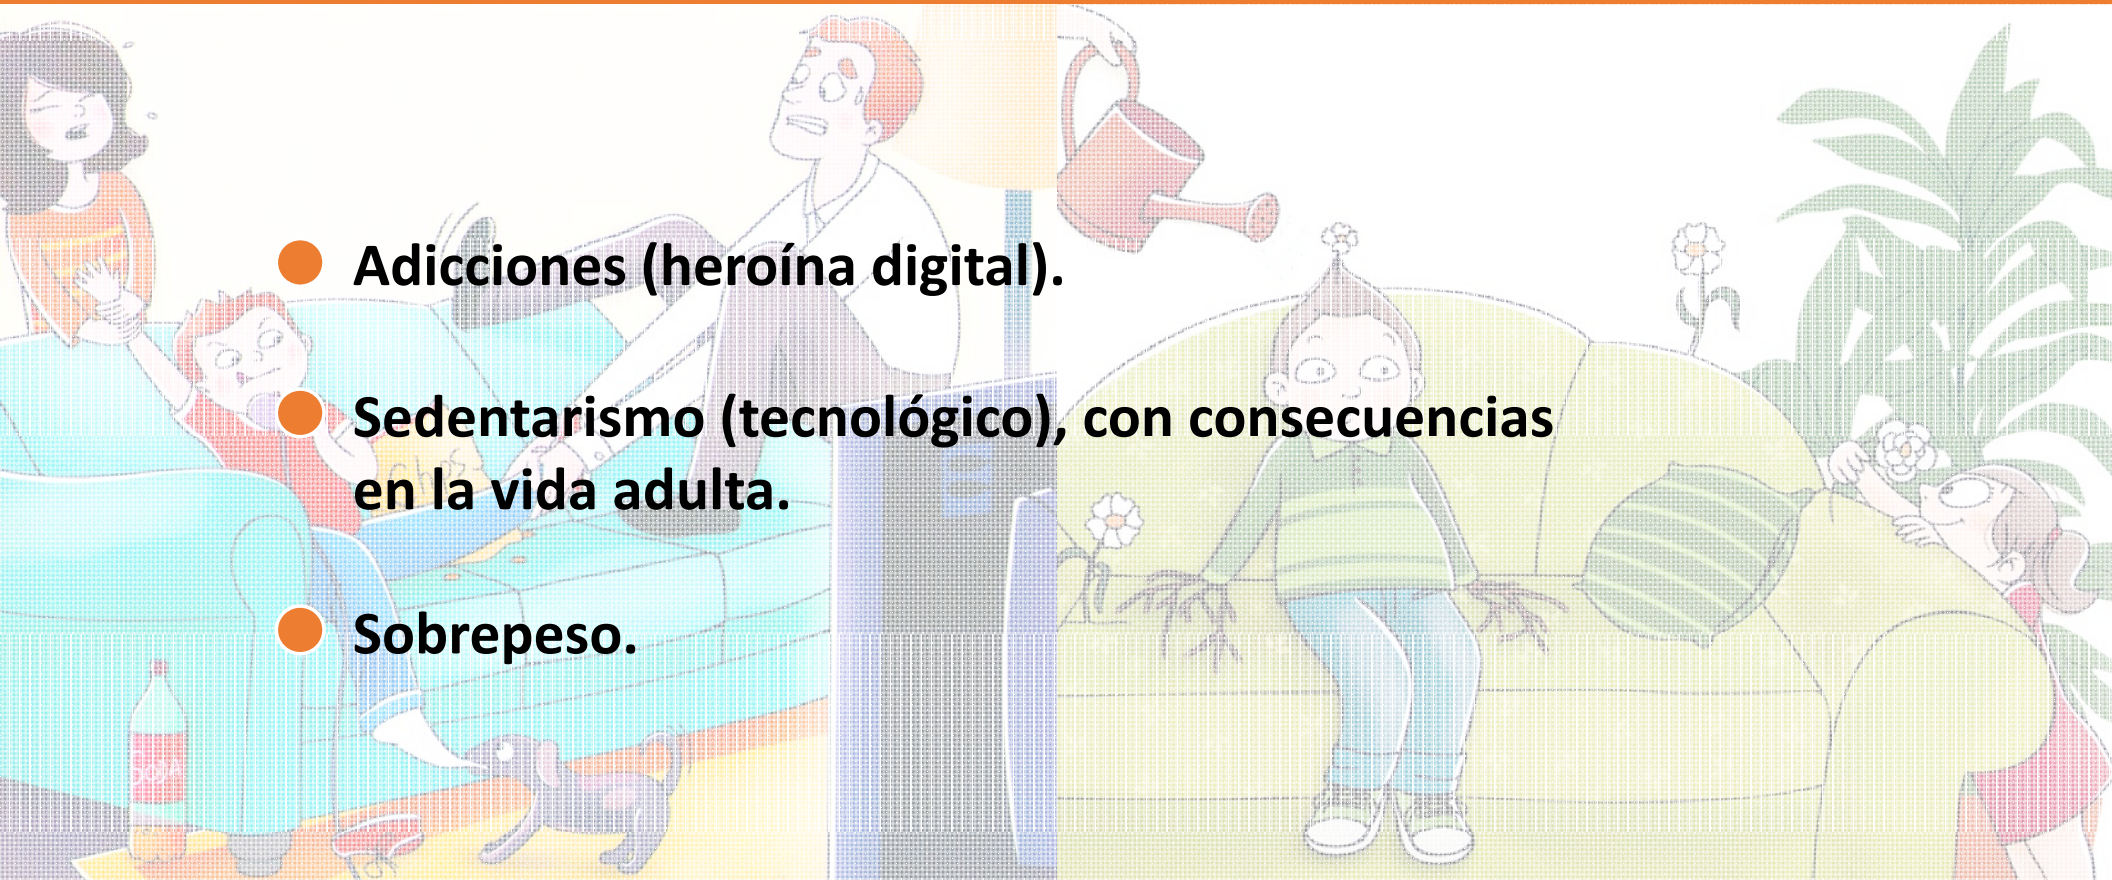 Adicciones (heroína digital).
Sedentarismo (tecnológico), con consecuencias
en la vida adulta.
Sobrepeso.